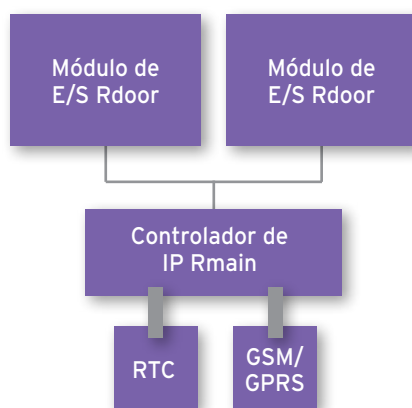 Módulo de
E/S Rdoor
Módulo de
E/S Rdoor
Controlador de
IP Rmain
RTC
GSM/
GPRS